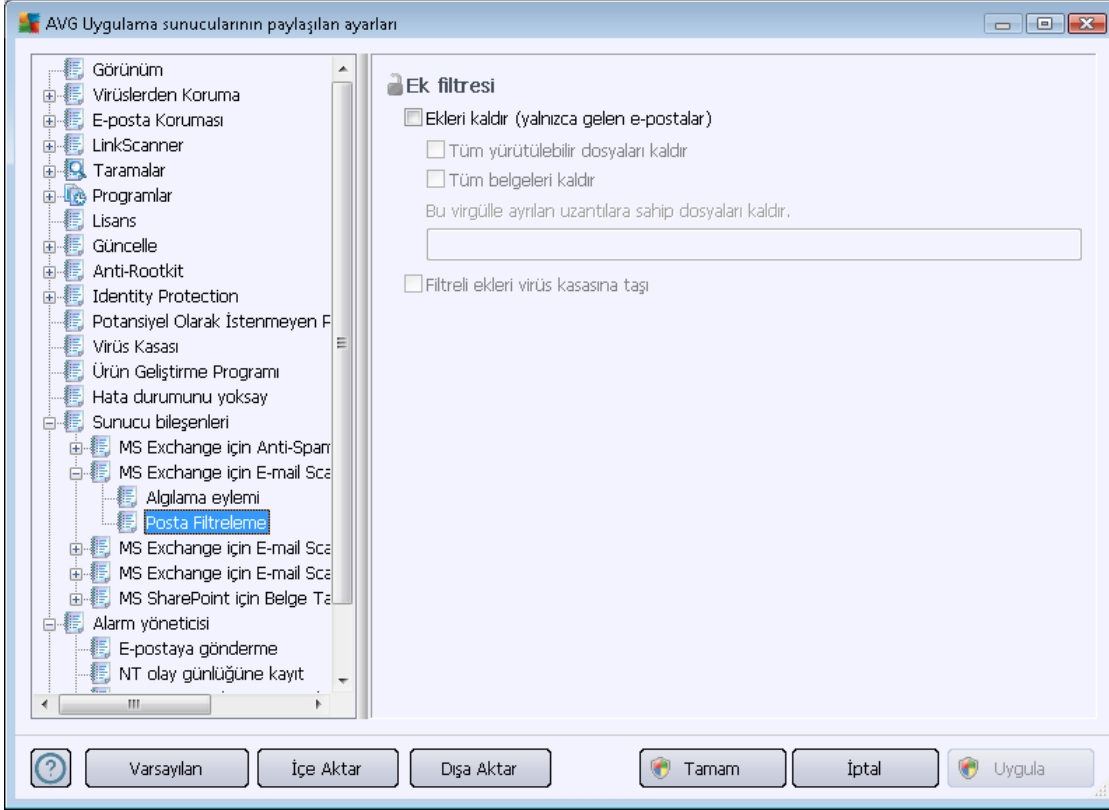 AVG Uygulama sunucularının paylaşılan ayarları
Görünüm
Virüslerden Koruma
E-posta Koruması
LinkScanner
Taramalar
Programlar
Lisans
Güncelle
Anti-Rootkit
Identity Protection
Potansiyel Olarak İstenmeyen
Virüs Kasası
Ürün Geliştirme Programı
Hata durumunu yoksay
Sunucu bileşenleri
MS Exchange için Anti-Span
MS Exchange için E-mail Sca
Algılama eylemi
Posta Filtreleme
MS Exchange için E-mail Sca
MS Exchange için E-mail Sca
MS SharePoint için Belge Ta
Alarm yöneticisi
E-postaya gönderme
NT olay günlüğüne kayıt
Ek filtresi
Ekleri kaldır (yalnızca gelen e-postalar)
Tüm yürütülebilir dosyaları kaldır
Tüm belgeleri kaldır
Bu virgülle ayrılan uzantılara sahip dosyaları kaldır.
Filtreli ekleri virüs kasasına taşı
Varsayılan
İçe Aktar
Dışa Aktar
Tamam
İptal
Uygula